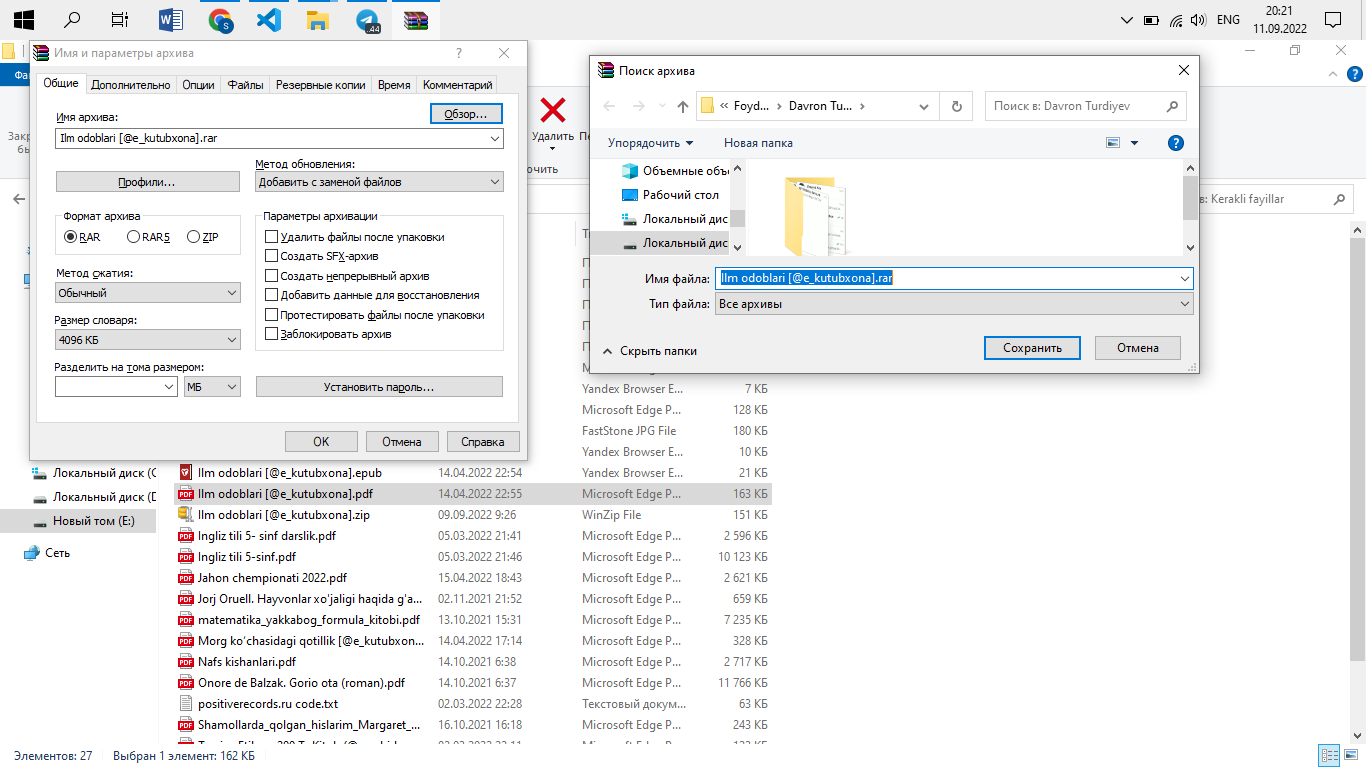 .44
ENG
20:21
11.09.2022
Имя и параметры архива
?
Общие
Дополнительно
Опции
Файлы
Резервные копии
Время
Комментарий
Имя архива:
Обзор...
Ilm odoblari [@e_kutubxona].rar
Профили...
Метод обновления:
Добавить с заменой файлов
Формат архива
RAR
RAR5
ZIP
Метод сжатия:
Обычный
Размер словаря:
4096 КБ
Разделить на тома размером:
МБ
Параметры архивации
Удалить файлы после упаковки
Создать SFX-архив
Создать непрерывный архив
Добавить данные для восстановления
Протестировать файлы после упаковки
Заблокировать архив
Установить пароль...
OK
Отмена
Справка
Удалить
Поиск архива
« Foyd... › Davron Tu... ›
Поиск в: Davron Turdiyev
Упорядочить
Новая папка
?
Объемные объ
Рабочий стол
Локальный дис
Локальный дис
Имя файла:
Ilm odoblari [@e_kutubxona].rar
Тип файла:
Все архивы
Скрыть папки
Сохранить
Отмена
в: Kerakli fayillar
Yandex Browser E... 7 КБ
Microsoft Edge P... 128 КБ
FastStone JPG File 180 КБ
Yandex Browser E... 10 КБ
Локальный диск (C
Локальный диск (D
Новый том (E:)
Сеть
Ilm odoblari [@e_kutubxona].epub 14.04.2022 22:54 Yandex Browser E... 21 КБ
Ilm odoblari [@e_kutubxona].pdf 14.04.2022 22:55 Microsoft Edge P... 163 КБ
Ilm odoblari [@e_kutubxona].zip 09.09.2022 9:26 WinZip File 151 КБ
Ingliz tili 5- sinf darslik.pdf 05.03.2022 21:41 Microsoft Edge P... 2 596 КБ
Ingliz tili 5-sinf.pdf 05.03.2022 21:46 Microsoft Edge P... 10 123 КБ
Jahon chempionati 2022.pdf 15.04.2022 18:43 Microsoft Edge P... 2 621 КБ
Jorj Oruell. Hayvonlar xo'jaligi haqida g'a... 02.11.2021 21:52 Microsoft Edge P... 659 КБ
matematika_yakkabog_formula_kitobi.pdf 13.10.2021 15:31 Microsoft Edge P... 7 235 КБ
Morg ko'chasidagi qotillik [@e_kutubxon... 14.04.2022 17:14 Microsoft Edge P... 328 КБ
Nafs kishanlari.pdf 14.10.2021 6:38 Microsoft Edge P... 2 717 КБ
Onore de Balzak. Gorio ota (roman).pdf 14.10.2021 6:37 Microsoft Edge P... 11 766 КБ
positiverecords.ru code.txt 02.03.2022 22:28 Текстовый докум... 63 КБ
Shamollarda_qolgan_hislarim_Margaret_... 16.10.2021 16:18 Microsoft Edge P... 243 КБ
Элементов: 27
Выбран 1 элемент: 162 КБ